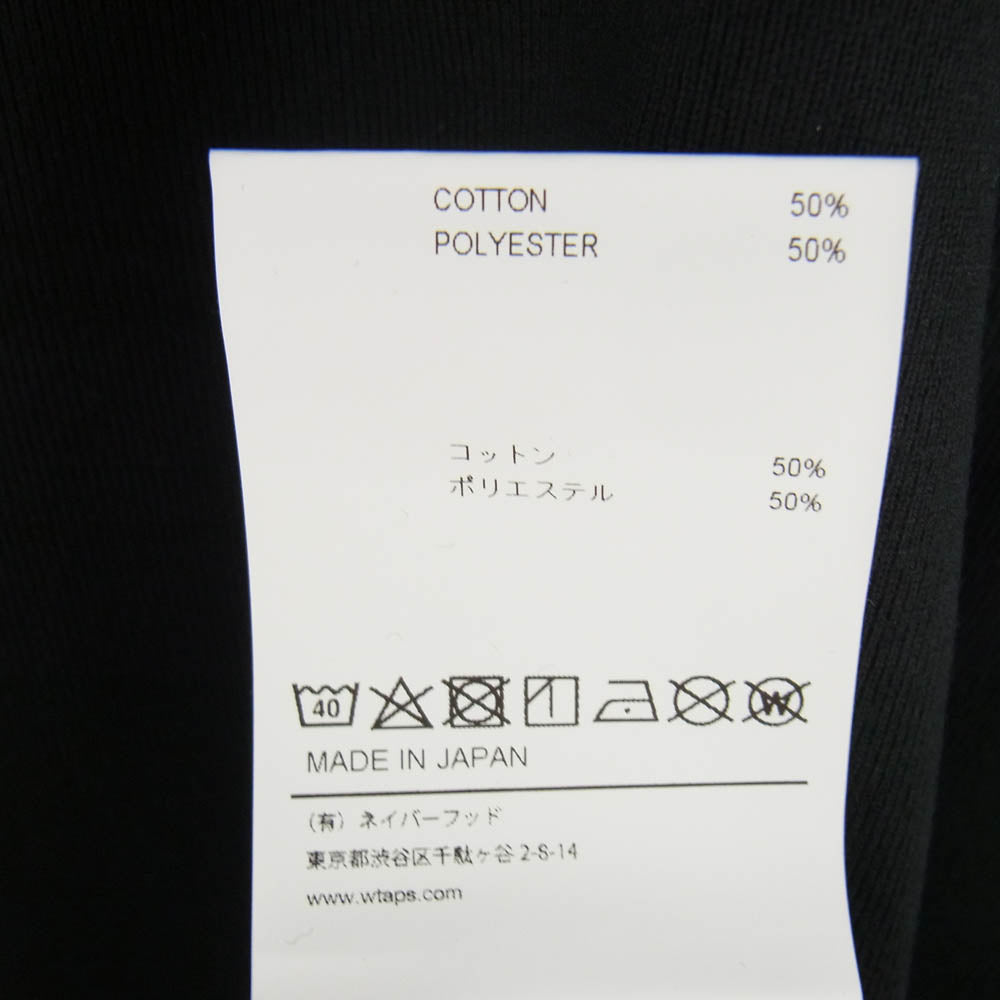 COTTON 50%
POLYESTER 50%
コットン 50%
ポリエステル 50%
40 W
MADE IN JAPAN
(有) ネイバーフッド
東京都渋谷区千駄ヶ谷 2-8-14
www.wtaps.com